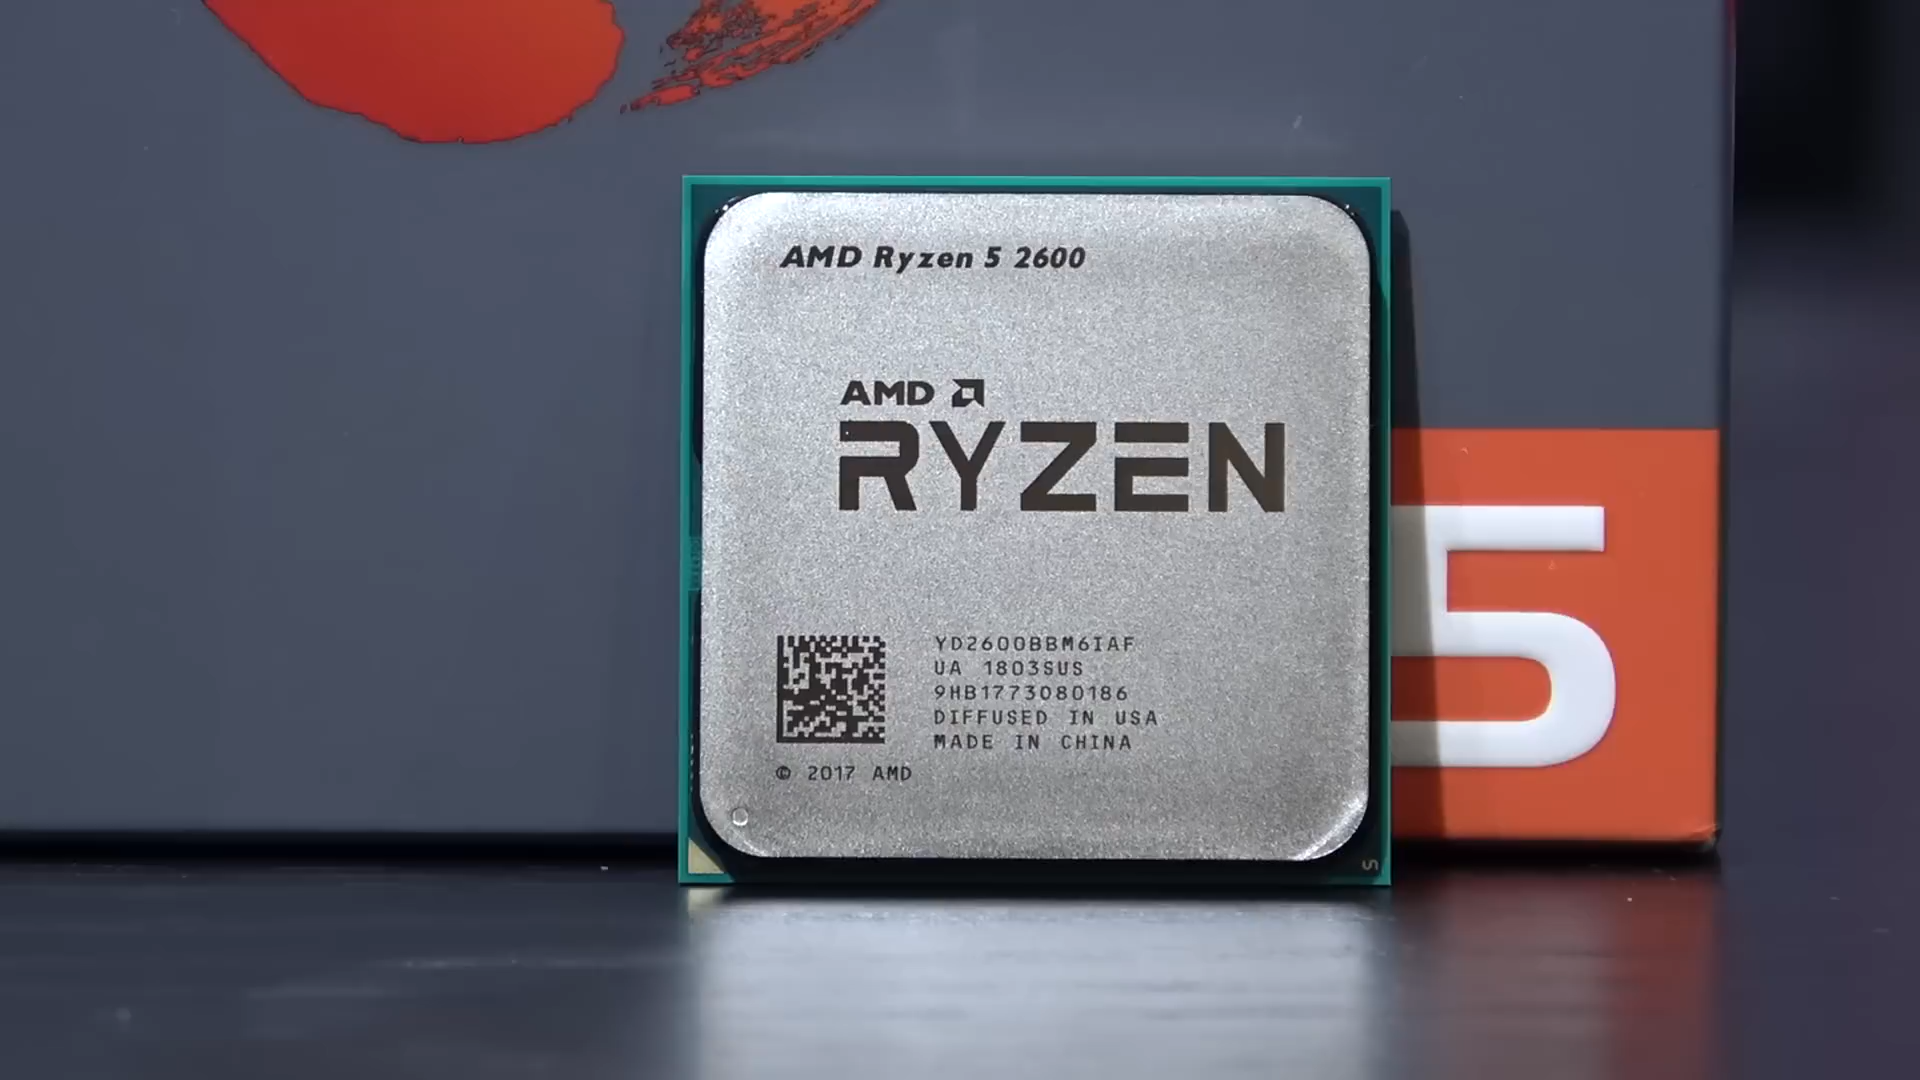 AMD Ryzen 5 2600
AMD
RYZEN
YD2600BBM6IAF
UA 1803SUS
9HB1773080186
DIFFUSED IN USA
MADE IN CHINA
© 2017 AMD
5